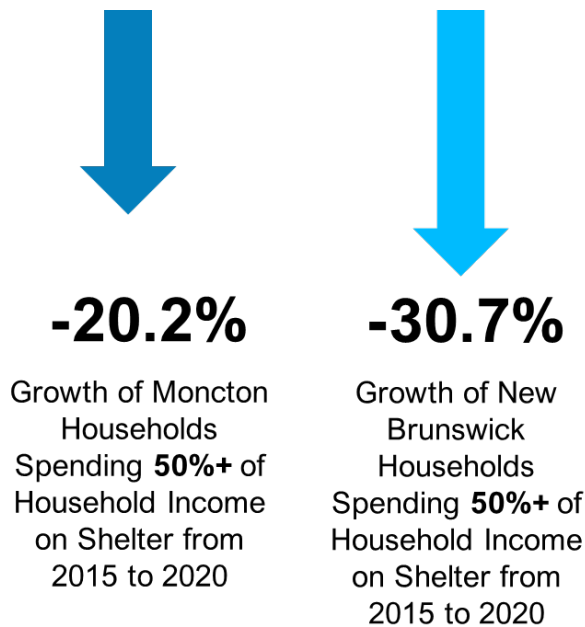 -20.2%
Growth of Moncton
Households
Spending 50%+ of
Household Income
on Shelter from
2015 to 2020
-30.7%
Growth of New
Brunswick
Households
Spending 50%+ of
Household Income
on Shelter from
2015 to 2020